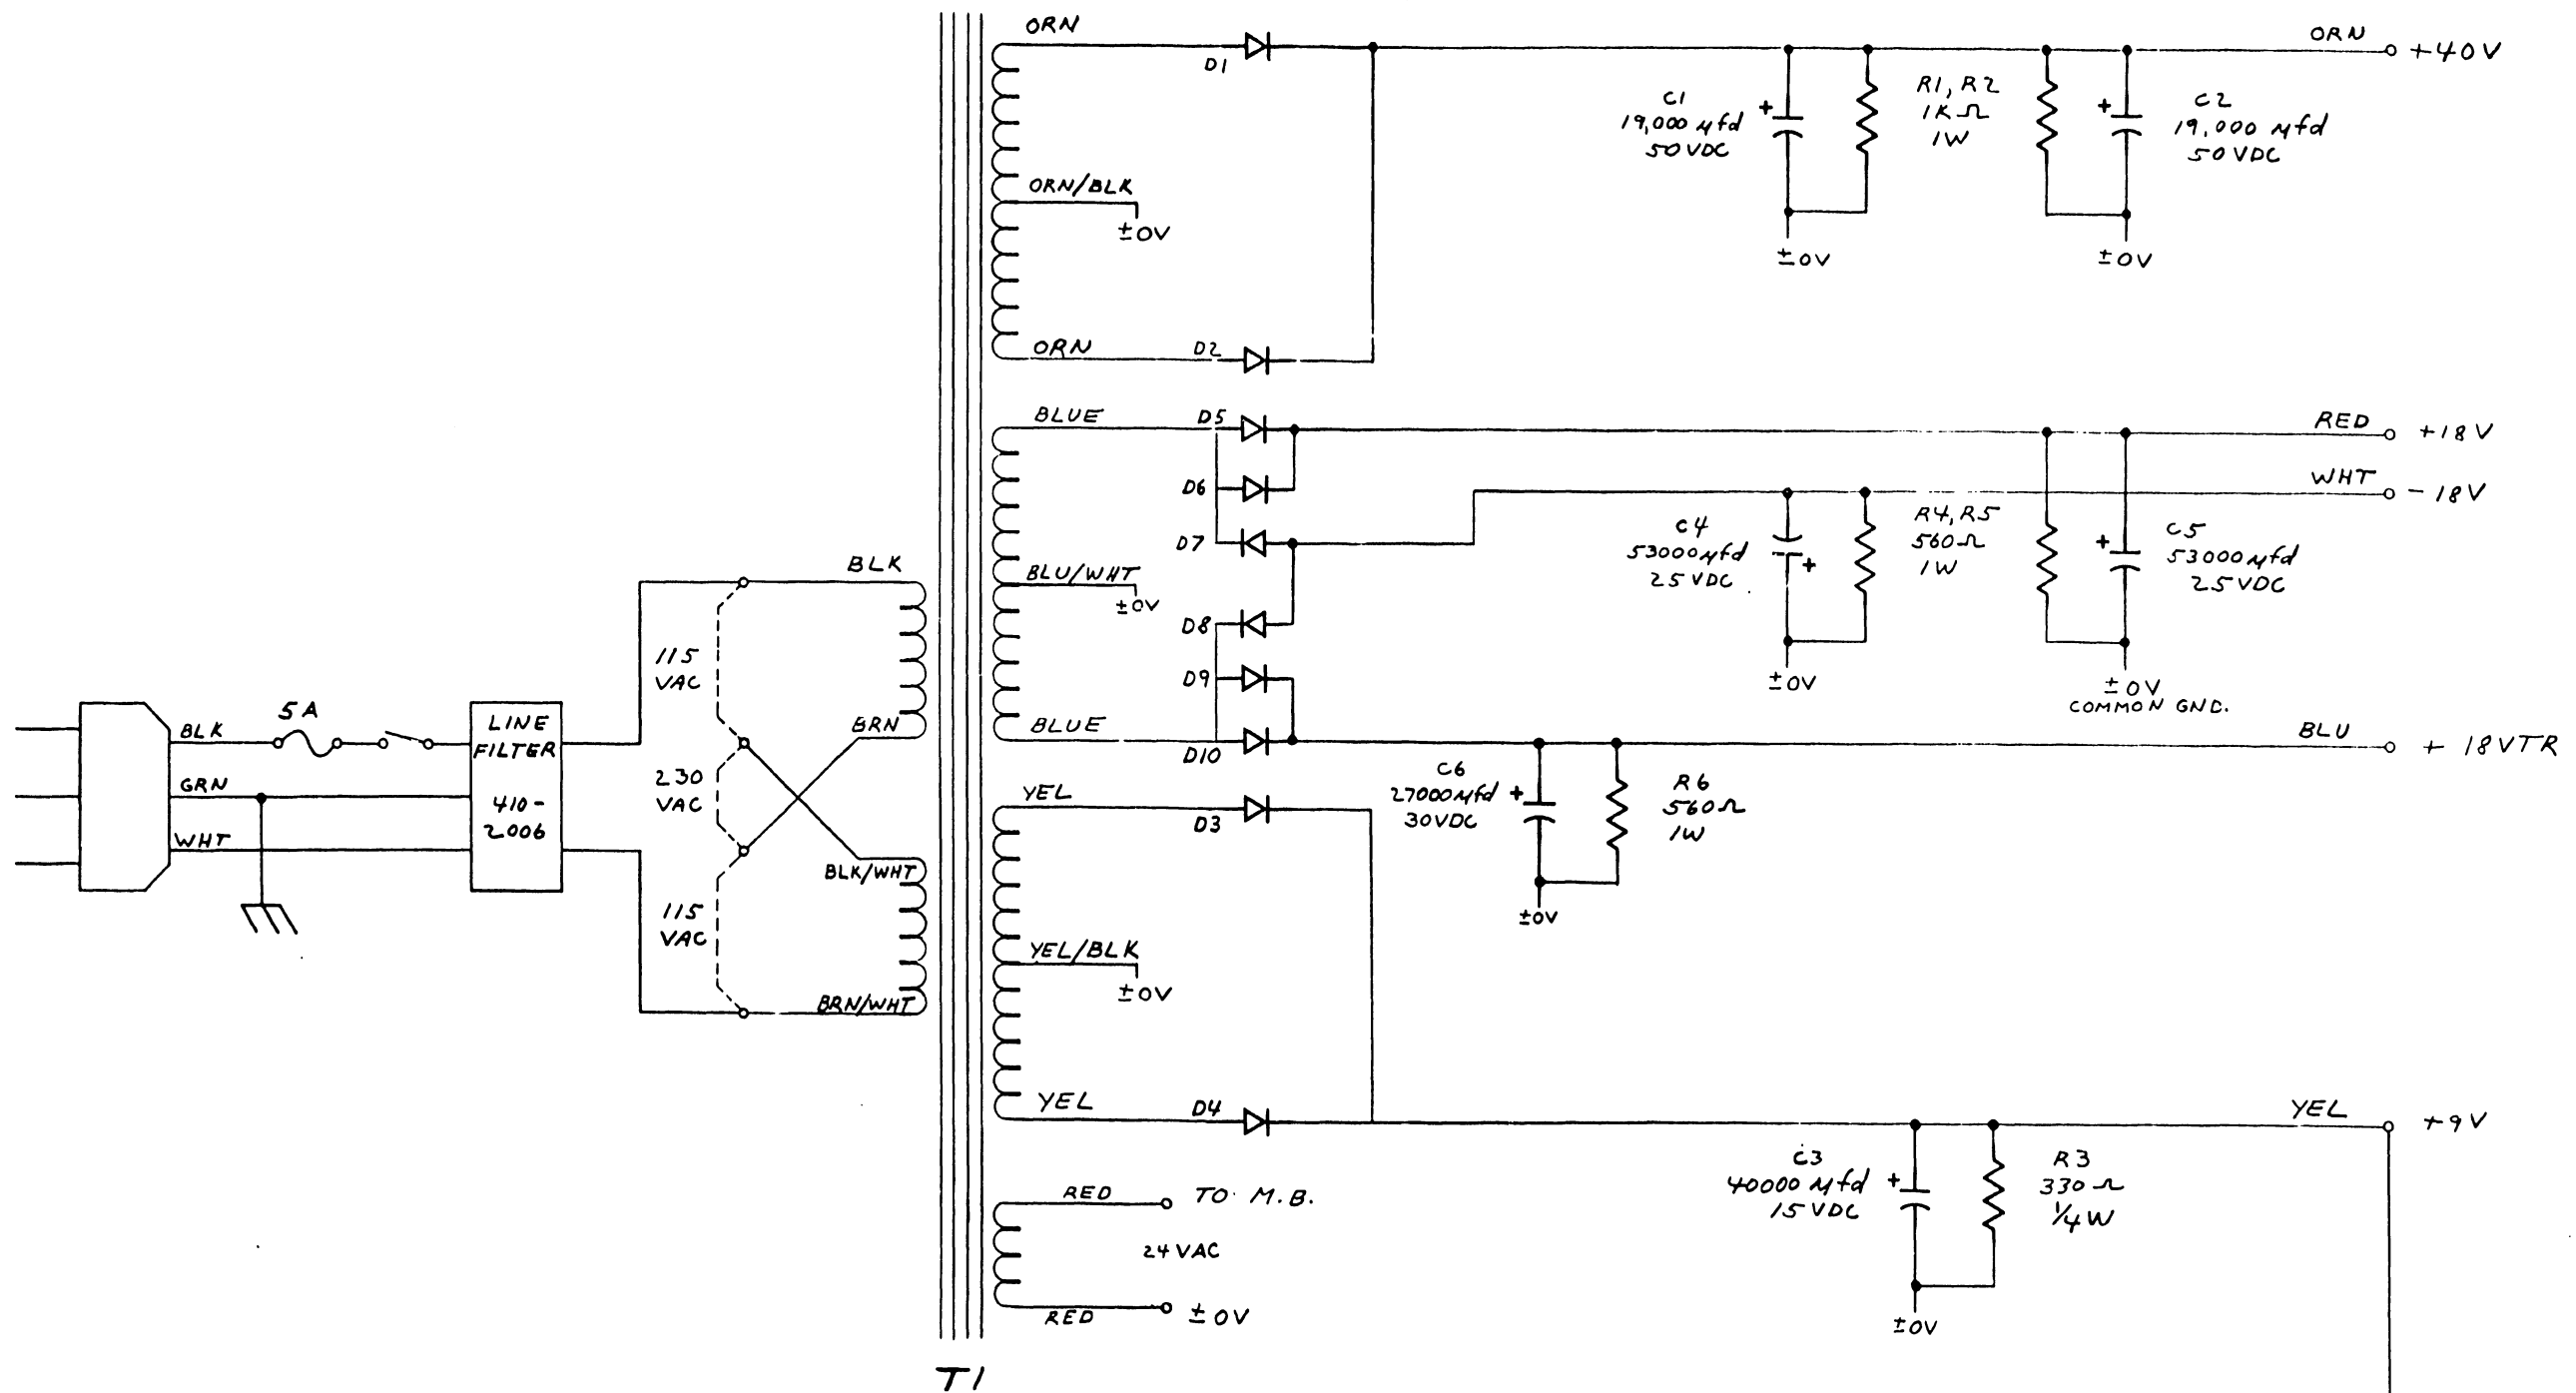 ORN
D1
ORN
+40V
C1
19,000 µfd
50VDC
+
R1, R2
1KΩ
1W
+
C2
19,000 µfd
50VDC
ORN/BLK
±0V
±0V
±0V
ORN
D2
BLUE
D5
RED
+18V
D6
WHT
-18V
D7
C4
53000µfd
25VDC
+
R4, R5
560Ω
1W
+
C5
53000µfd
25VDC
BLU/WHT
±0V
D8
D9
±0V
±0V
COMMON GND.
BLUE
D10
BLU
+ 18VTR
C6
27000µfd
30VDC
+
R6
560Ω
1W
±0V
BLK
115
VAC
BRN
230
VAC
BLK/WHT
115
VAC
BRN/WHT
BLK
5A
GRN
WHT
LINE
FILTER
410-
2006
YEL
D3
YEL/BLK
±0V
YEL
D4
YEL
+9V
C3
40000 µfd
15VDC
+
R3
330Ω
1/4W
±0V
RED
TO M.B.
24VAC
RED
±0V
T1